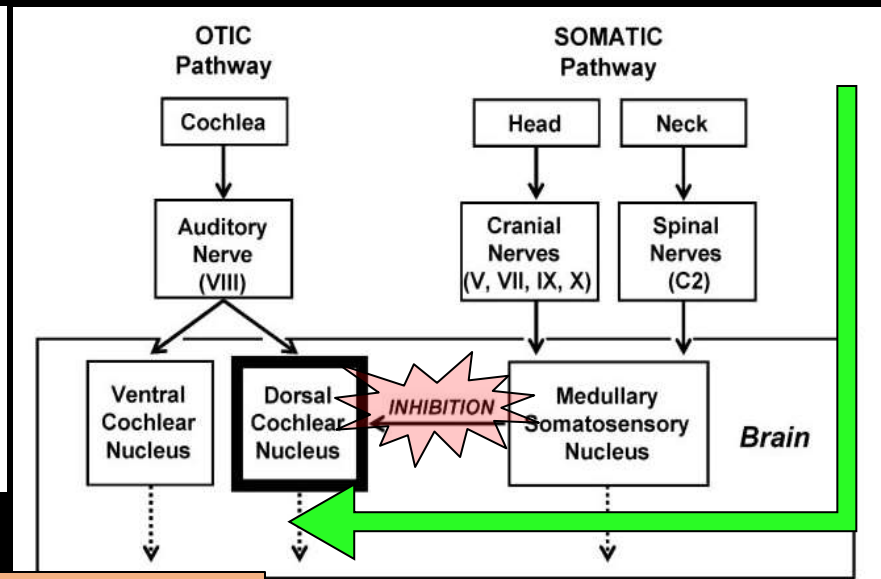 OTIC
Pathway
SOMATIC
Pathway
Cochlea
Head
Neck
Auditory
Nerve
(VIII)
Cranial
Nerves
(V, VII, IX, X)
Spinal
Nerves
(C2)
Ventral
Cochlear
Nucleus
Dorsal
Cochlear
Nucleus
INHIBITION
Medullary
Somatosensory
Nucleus
Brain